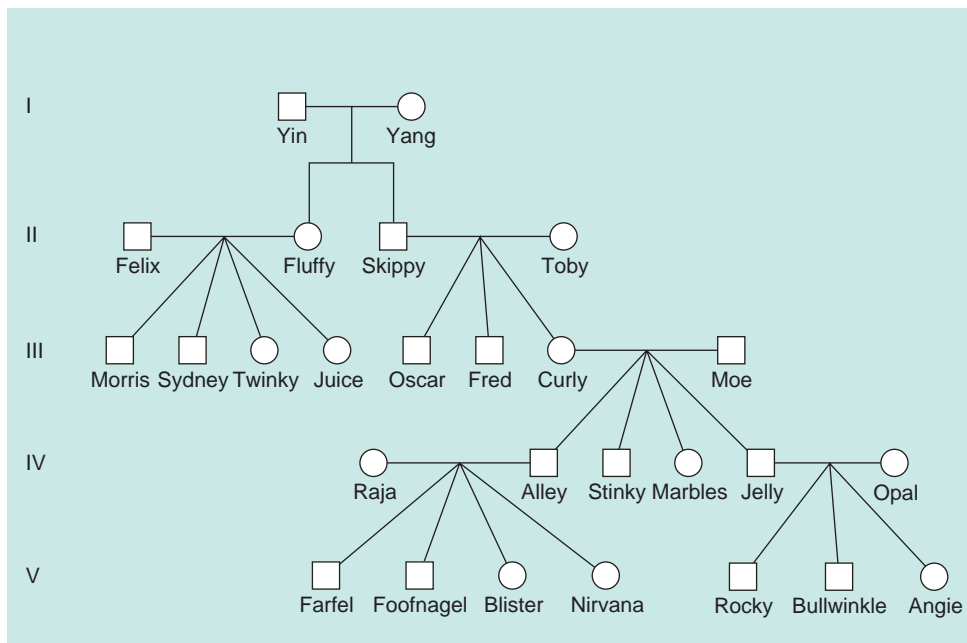 I
Yin Yang
II
Felix Fluffy Skippy Toby
III
Morris Sydney Twinky Juice Oscar Fred Curly Moe
IV
Raja Alley Stinky Marbles Jelly Opal
V
Farfel Foofnagel Blister Nirvana Rocky Bullwinkle Angie